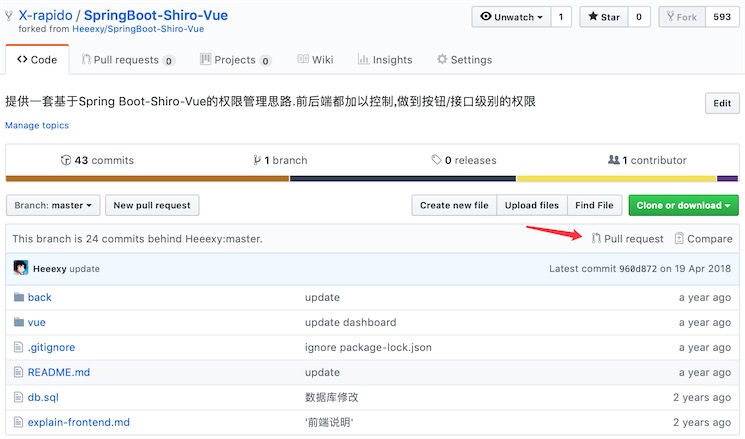 X-rapido / SpringBoot-Shiro-Vue
forked from Heeexy/SpringBoot-Shiro-Vue
Unwatch 1 Star 0 Fork 593
Code Pull requests 0 Projects 0 Wiki Insights Settings
提供一套基于Spring Boot-Shiro-Vue的权限管理思路.前后端都加以控制,做到按钮/接口级别的权限 Edit
Manage topics
43 commits 1 branch 0 releases 1 contributor
Branch: master New pull request Create new file Upload files Find File Clone or download
This branch is 24 commits behind Heeexy:master. Pull request Compare
Heeexy update Latest commit 960d872 on 19 Apr 2018
back update a year ago
vue update dashboard a year ago
.gitignore ignore package-lock.json a year ago
README.md update a year ago
db.sql 数据库修改 2 years ago
explain-frontend.md '前端说明' 2 years ago